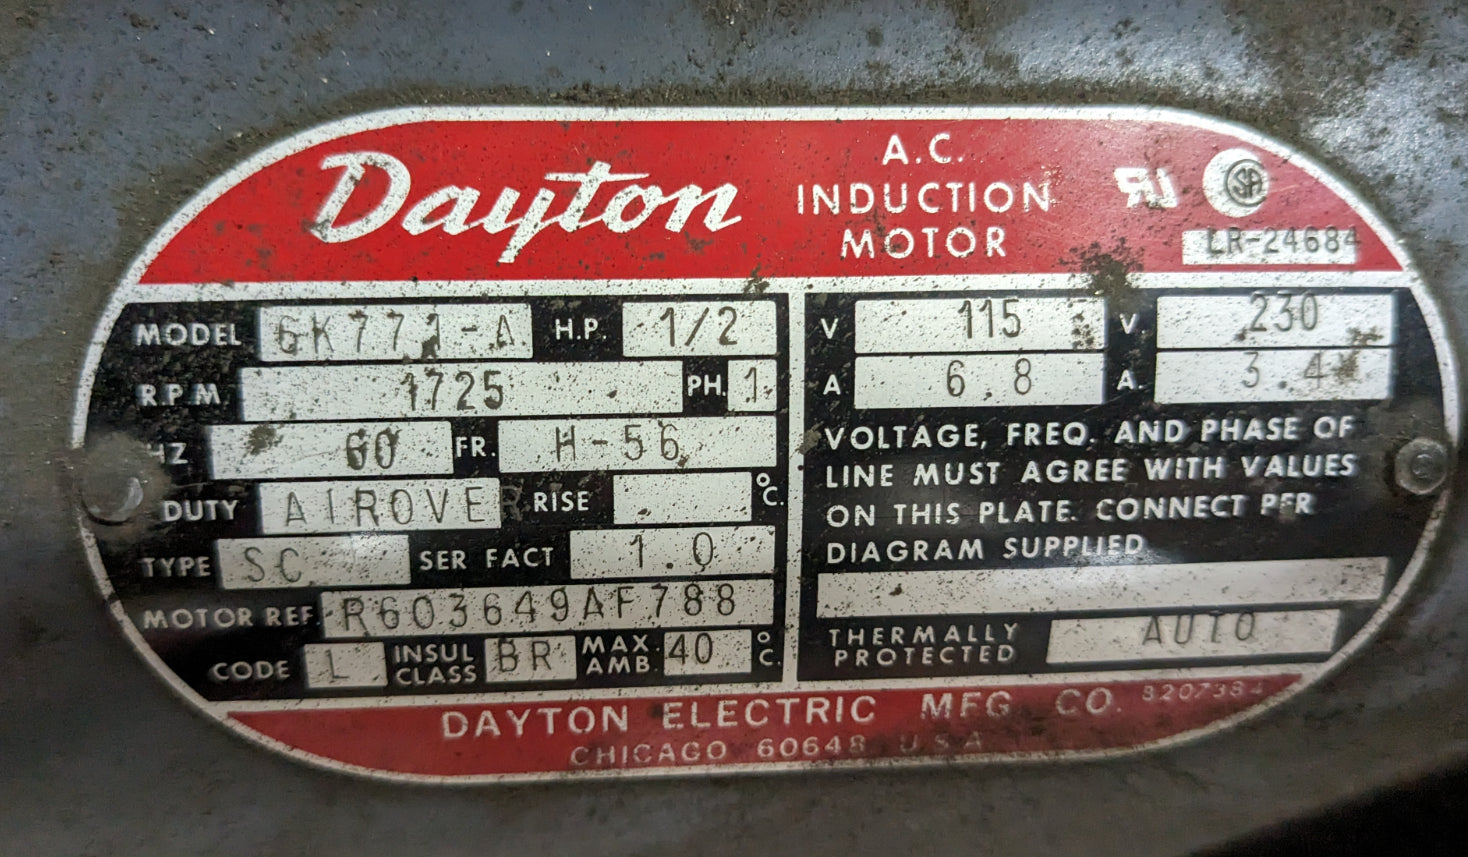 Dayton
A.C.
INDUCTION
MOTOR
LR-24684
MODEL 6K771-A H.P. 1/2
R.P.M. 1725 PH. 1
HZ 60 FR. H-56
DUTY AIROVER RISE °C.
TYPE SC SER FACT 1.0
MOTOR REF. R603649AF788
CODE L INSUL CLASS BR MAX. AMB. 40 °C.
V 115 V. 230
A 6.8 A. 3.4
VOLTAGE, FREQ. AND PHASE OF
LINE MUST AGREE WITH VALUES
ON THIS PLATE. CONNECT PER
DIAGRAM SUPPLIED
THERMALLY PROTECTED AUTO
DAYTON ELECTRIC MFG CO. 8207384
CHICAGO 60648 U.S.A